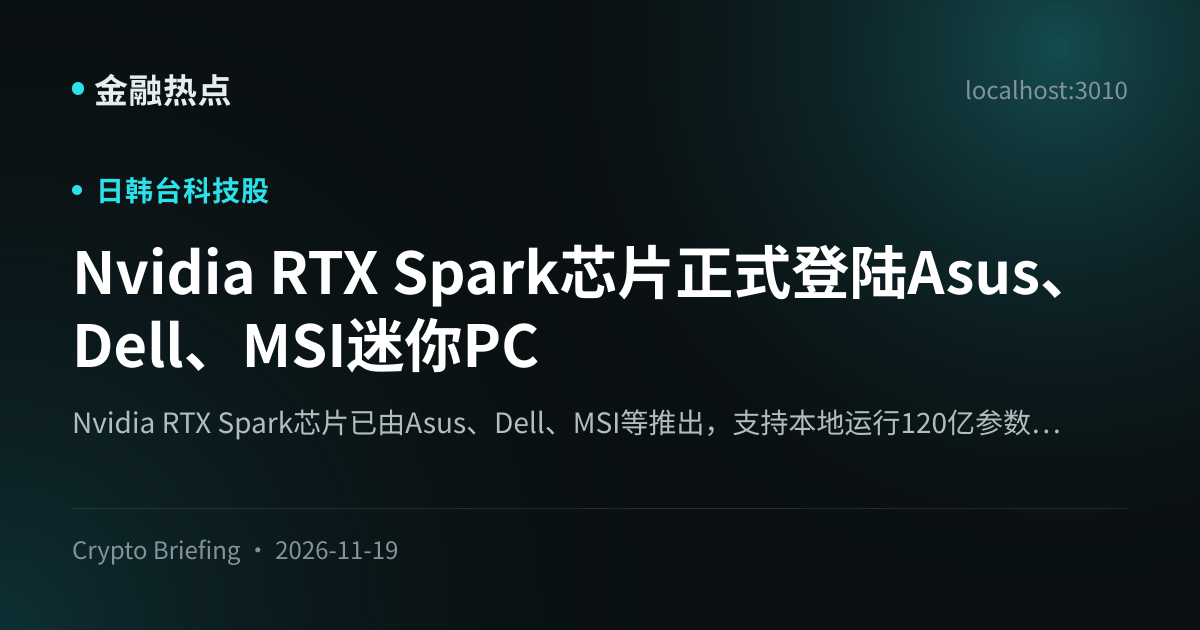 金融热点
localhost:3010
日韩台科技股
Nvidia RTX Spark芯片正式登陆Asus、
Dell、MSI迷你PC
Nvidia RTX Spark芯片已由Asus、Dell、MSI等推出，支持本地运行120亿参数…
Crypto Briefing · 2026-11-19